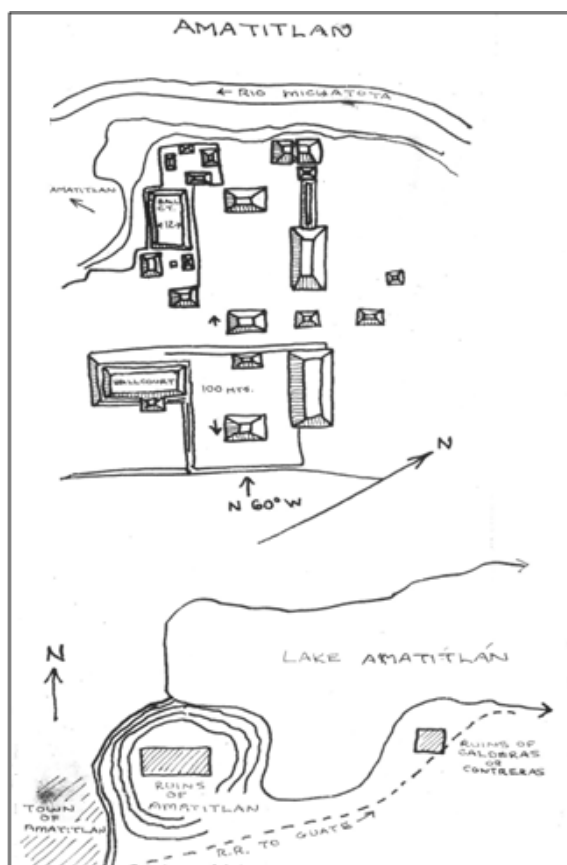 AMATITLAN
← RIO MICHATOYA
AMATITLAN
BALL
CT.
←12→
BALLCOURT
100 MTS.
N
N 60° W
N
LAKE AMATITLÁN
RUINS OF
CALDERAS
OR
CONTRERAS
RUINS
OF
AMATITLAN
TOWN
OF
AMATITLAN
R.R. TO GUATE